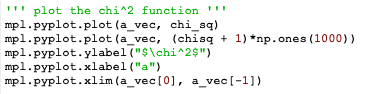 ''' plot the chi^2 function '''
mpl.pyplot.plot(a_vec, chi_sq)
mpl.pyplot.plot(a_vec, (chisq + 1)*np.ones(1000))
mpl.pyplot.ylabel("$\chi^2$")
mpl.pyplot.xlabel("a")
mpl.pyplot.xlim(a_vec[0], a_vec[-1])